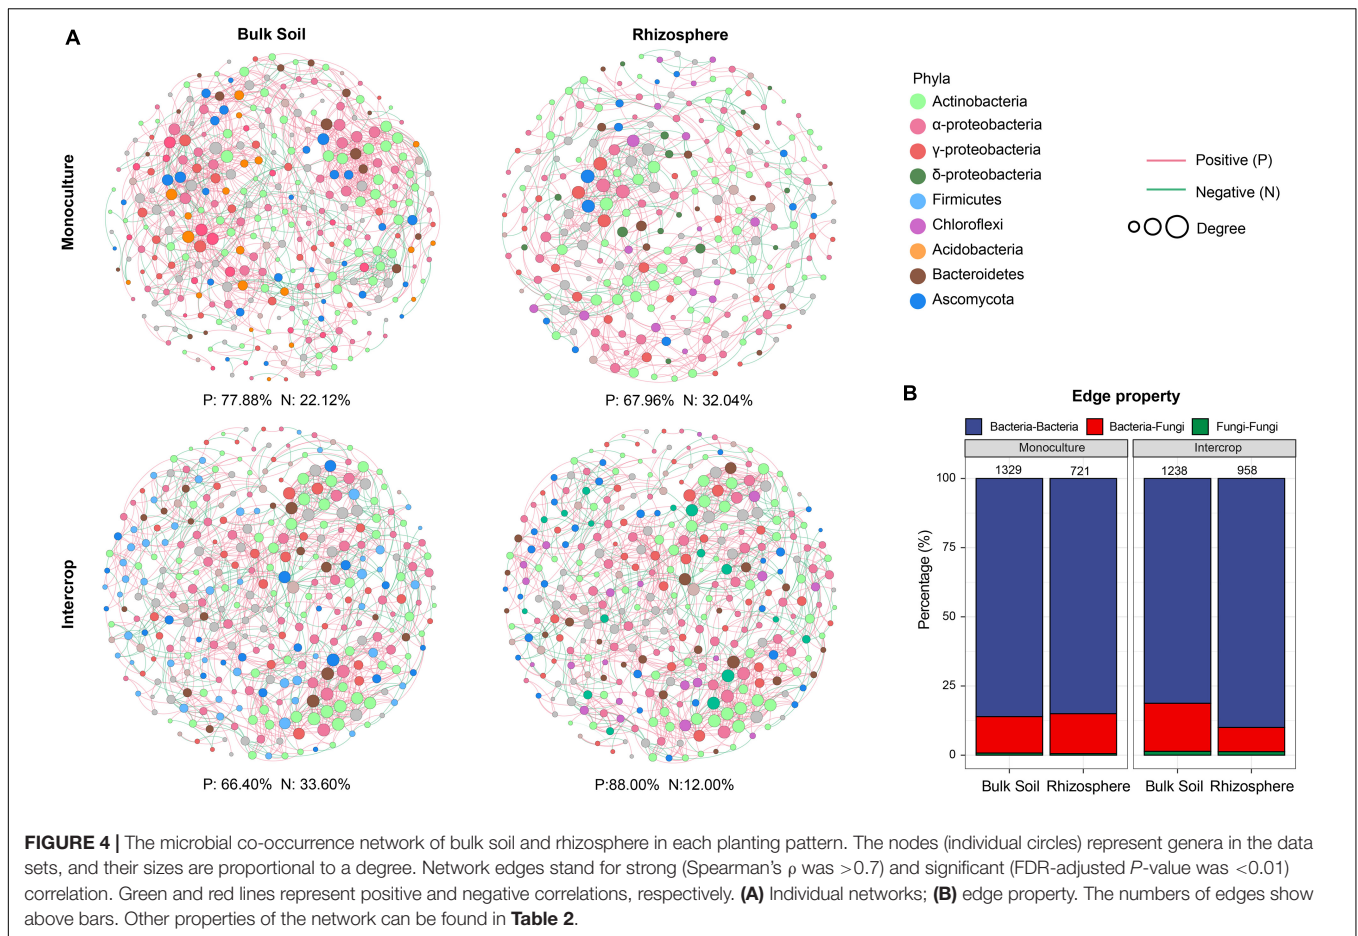 A
Bulk Soil
Rhizosphere
Monoculture
P: 77.88% N: 22.12%
P: 67.96% N: 32.04%
Intercrop
P: 66.40% N: 33.60%
P:88.00% N:12.00%
Phyla
Actinobacteria
α-proteobacteria
γ-proteobacteria
δ-proteobacteria
Firmicutes
Chloroflexi
Acidobacteria
Bacteroidetes
Ascomycota
Positive (P)
Negative (N)
Degree
B
Edge property
Bacteria-Bacteria Bacteria-Fungi Fungi-Fungi
Monoculture Intercrop
1329 721 1238 958
Percentage (%)
100
75
50
25
0
Bulk Soil Rhizosphere Bulk Soil Rhizosphere
FIGURE 4 | The microbial co-occurrence network of bulk soil and rhizosphere in each planting pattern. The nodes (individual circles) represent genera in the data
sets, and their sizes are proportional to a degree. Network edges stand for strong (Spearman's ρ was >0.7) and significant (FDR-adjusted P-value was <0.01)
correlation. Green and red lines represent positive and negative correlations, respectively. (A) Individual networks; (B) edge property. The numbers of edges show
above bars. Other properties of the network can be found in Table 2.